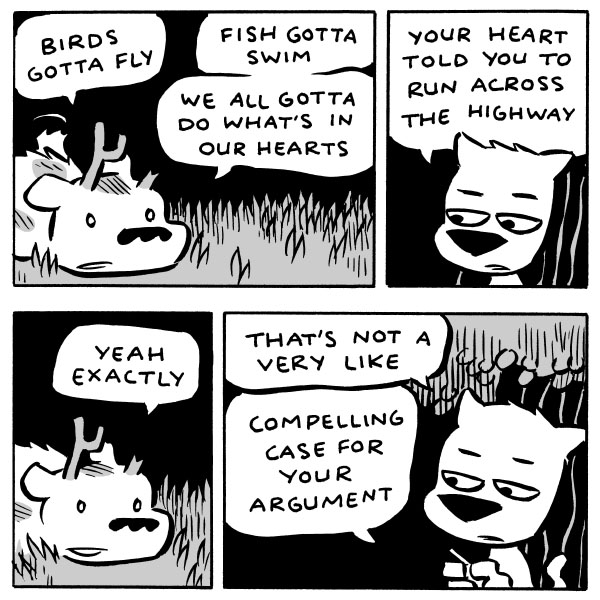 BIRDS
GOTTA FLY
FISH GOTTA
SWIM
WE ALL GOTTA
DO WHAT'S IN
OUR HEARTS
YOUR HEART
TOLD YOU TO
RUN ACROSS
THE HIGHWAY
YEAH
EXACTLY
THAT'S NOT A
VERY LIKE
COMPELLING
CASE FOR
YOUR
ARGUMENT